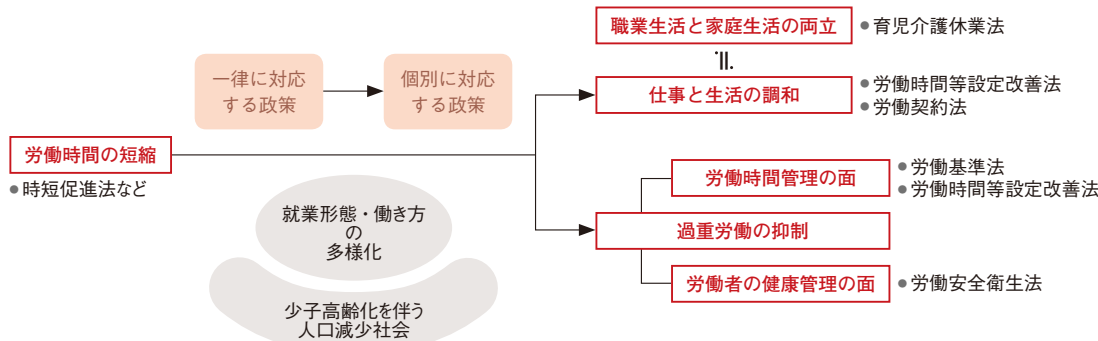 職業生活と家庭生活の両立
●育児介護休業法
一律に対応
する政策
個別に対応
する政策
仕事と生活の調和
●労働時間等設定改善法
●労働契約法
労働時間の短縮
●時短促進法など
労働時間管理の面
●労働基準法
●労働時間等設定改善法
就業形態・働き方
の
多様化
過重労働の抑制
労働者の健康管理の面
●労働安全衛生法
少子高齢化を伴う
人口減少社会